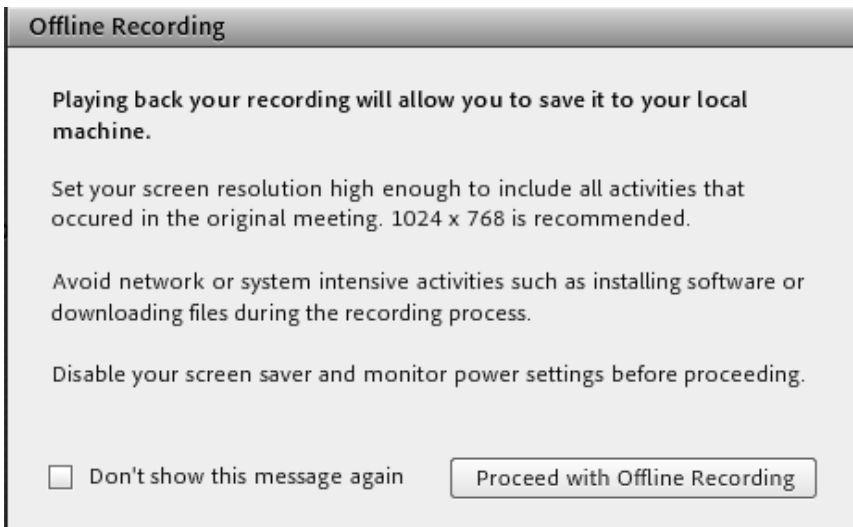 Offline Recording
Playing back your recording will allow you to save it to your local
machine.
Set your screen resolution high enough to include all activities that
occured in the original meeting. 1024 x 768 is recommended.
Avoid network or system intensive activities such as installing software or
downloading files during the recording process.
Disable your screen saver and monitor power settings before proceeding.
Don't show this message again
Proceed with Offline Recording